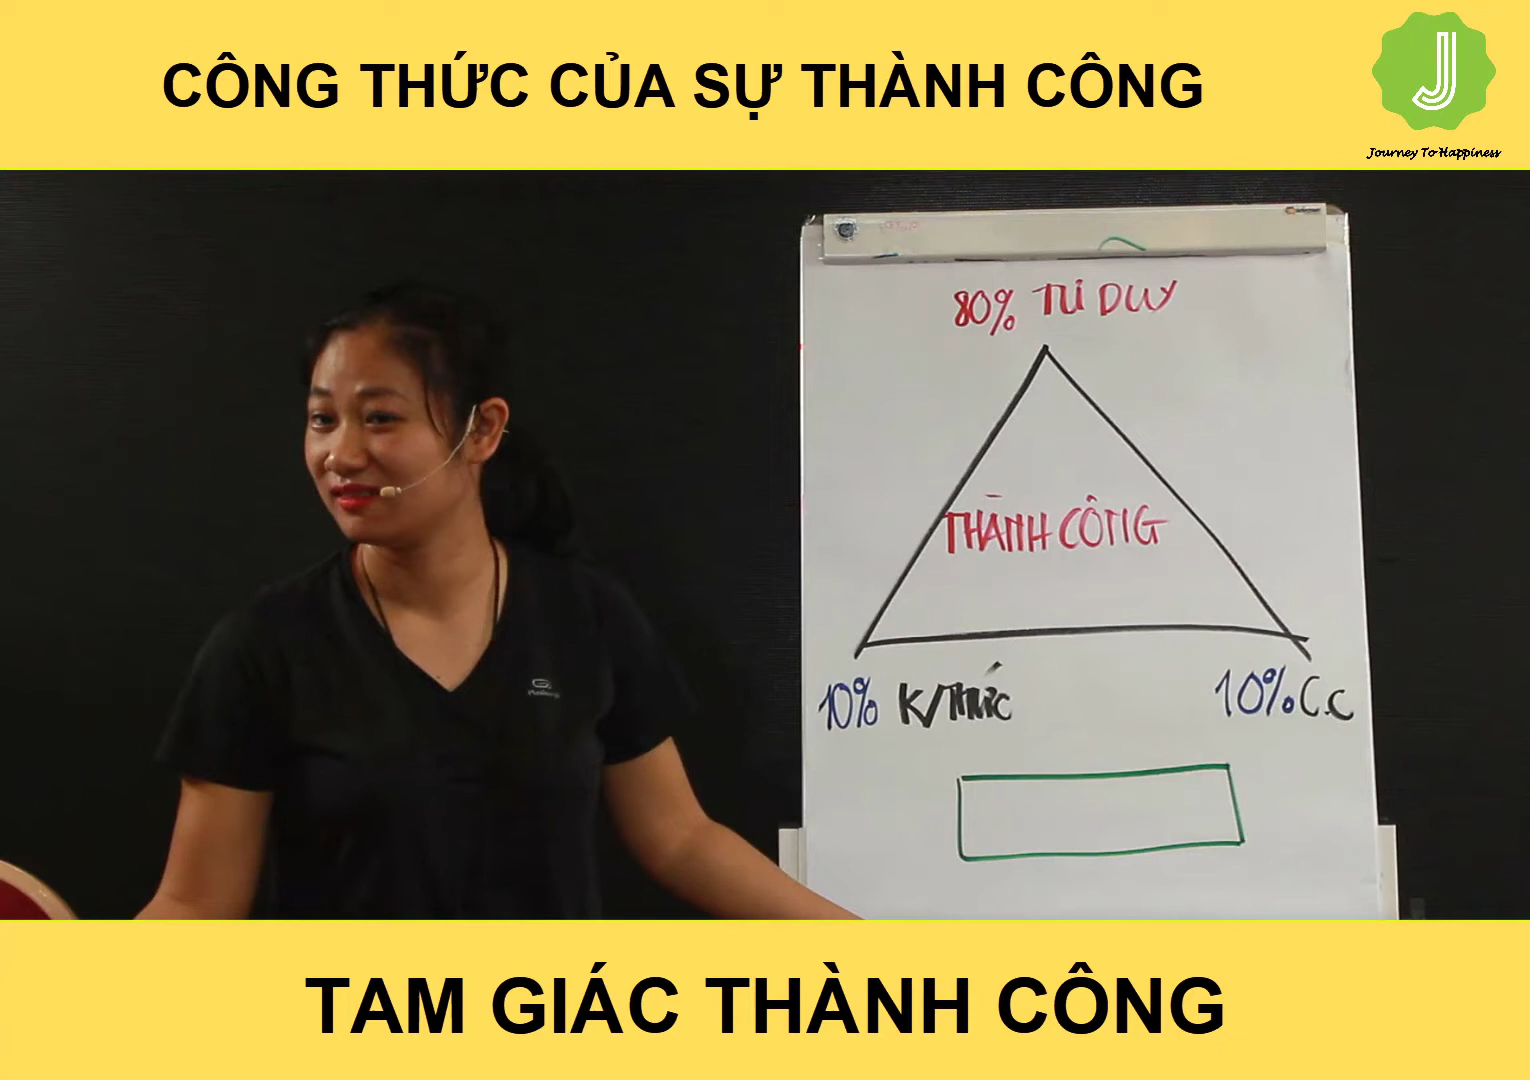 CÔNG THỨC CỦA SỰ THÀNH CÔNG
J
Journey To Happiness
80% TƯ DUY
THÀNH CÔNG
10% K/THỨC
10% C.C
TAM GIÁC THÀNH CÔNG